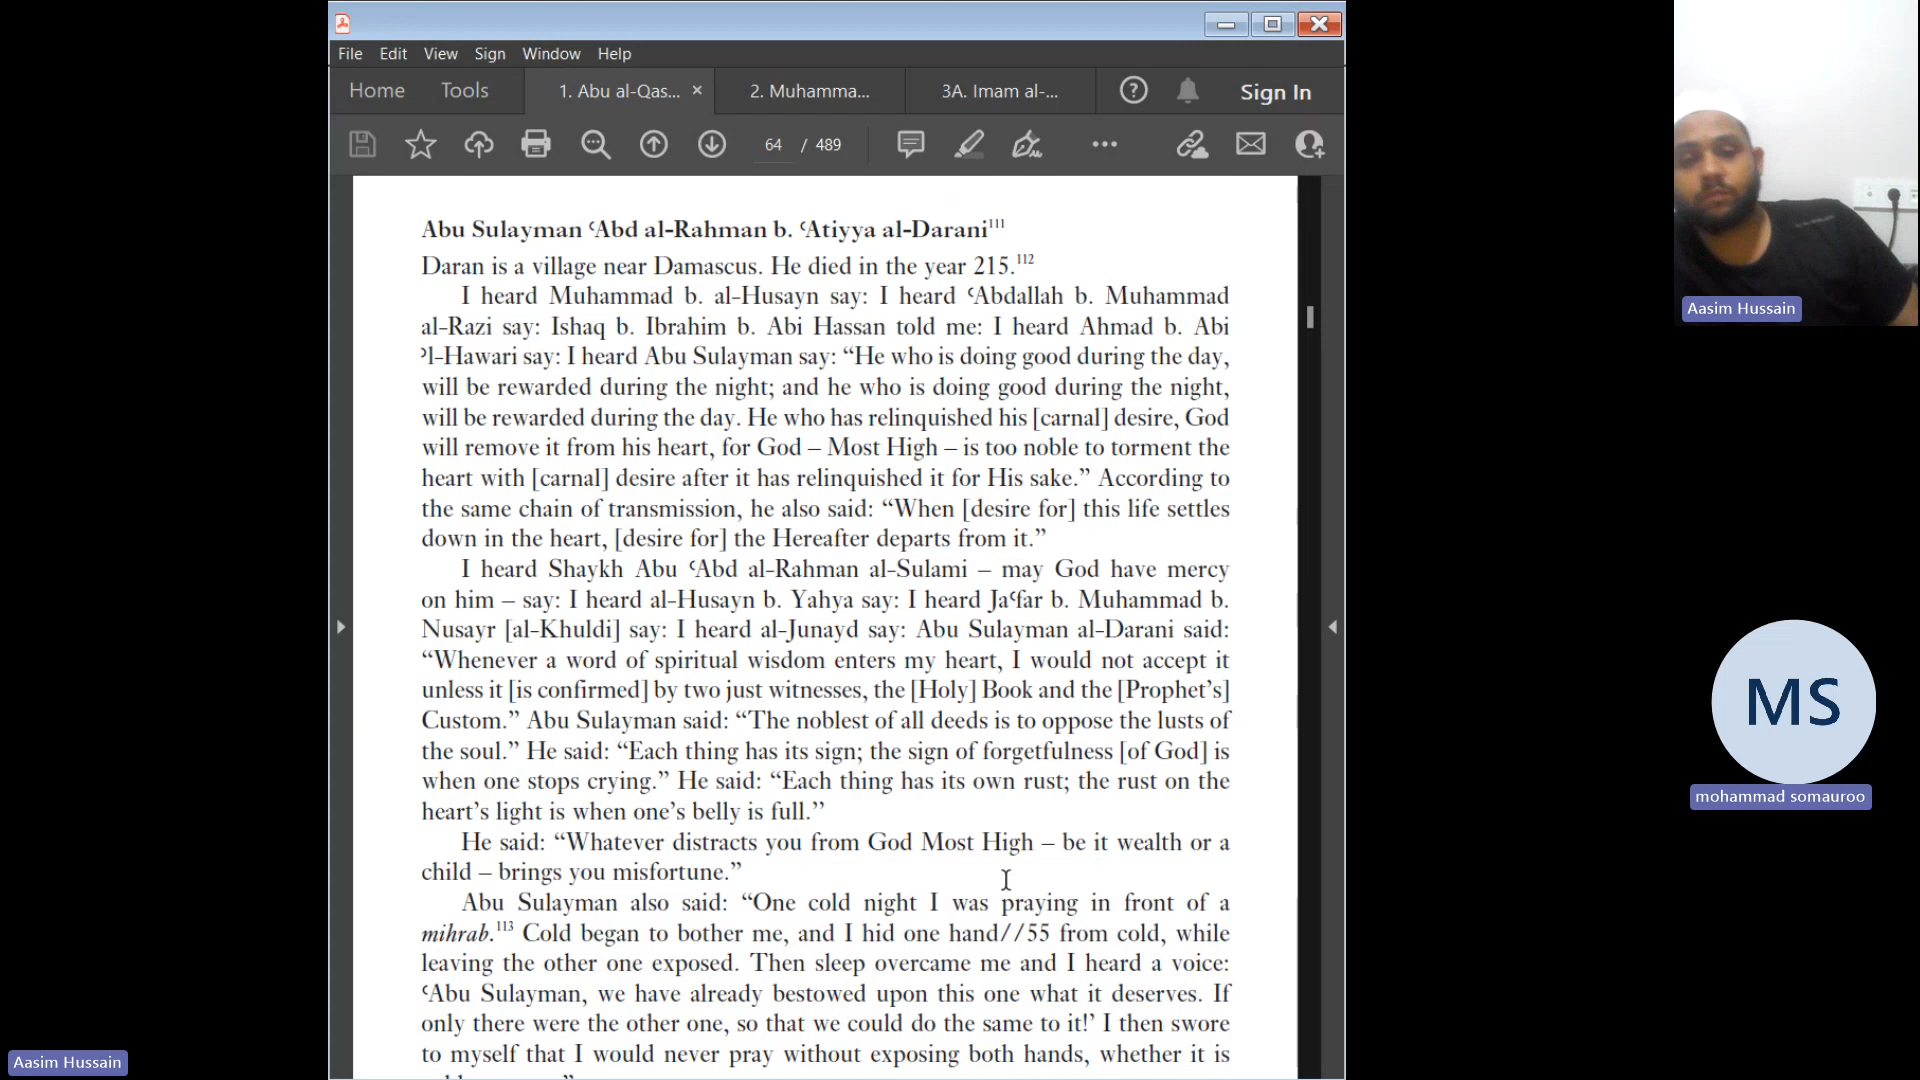 File Edit View Sign Window Help
Home Tools 1. Abu al-Qas... × 2. Muhamma... 3A. Imam al-... Sign In
64 / 489
Abu Sulayman ʿAbd al-Rahman b. ʿAtiyya al-Darani111
Daran is a village near Damascus. He died in the year 215.112
I heard Muhammad b. al-Husayn say: I heard ʿAbdallah b. Muhammad
al-Razi say: Ishaq b. Ibrahim b. Abi Hassan told me: I heard Ahmad b. Abi
ʾl-Hawari say: I heard Abu Sulayman say: “He who is doing good during the day,
will be rewarded during the night; and he who is doing good during the night,
will be rewarded during the day. He who has relinquished his [carnal] desire, God
will remove it from his heart, for God – Most High – is too noble to torment the
heart with [carnal] desire after it has relinquished it for His sake.” According to
the same chain of transmission, he also said: “When [desire for] this life settles
down in the heart, [desire for] the Hereafter departs from it.”
I heard Shaykh Abu ʿAbd al-Rahman al-Sulami – may God have mercy
on him – say: I heard al-Husayn b. Yahya say: I heard Jaʿfar b. Muhammad b.
Nusayr [al-Khuldi] say: I heard al-Junayd say: Abu Sulayman al-Darani said:
“Whenever a word of spiritual wisdom enters my heart, I would not accept it
unless it [is confirmed] by two just witnesses, the [Holy] Book and the [Prophet’s]
Custom.” Abu Sulayman said: “The noblest of all deeds is to oppose the lusts of
the soul.” He said: “Each thing has its sign; the sign of forgetfulness [of God] is
when one stops crying.” He said: “Each thing has its own rust; the rust on the
heart’s light is when one’s belly is full.”
He said: “Whatever distracts you from God Most High – be it wealth or a
child – brings you misfortune.”
Abu Sulayman also said: “One cold night I was praying in front of a
mihrab.113 Cold began to bother me, and I hid one hand//55 from cold, while
leaving the other one exposed. Then sleep overcame me and I heard a voice:
ʿAbu Sulayman, we have already bestowed upon this one what it deserves. If
only there were the other one, so that we could do the same to it!’ I then swore
to myself that I would never pray without exposing both hands, whether it is
Aasim Hussain
MS
mohammad somauroo
Aasim Hussain